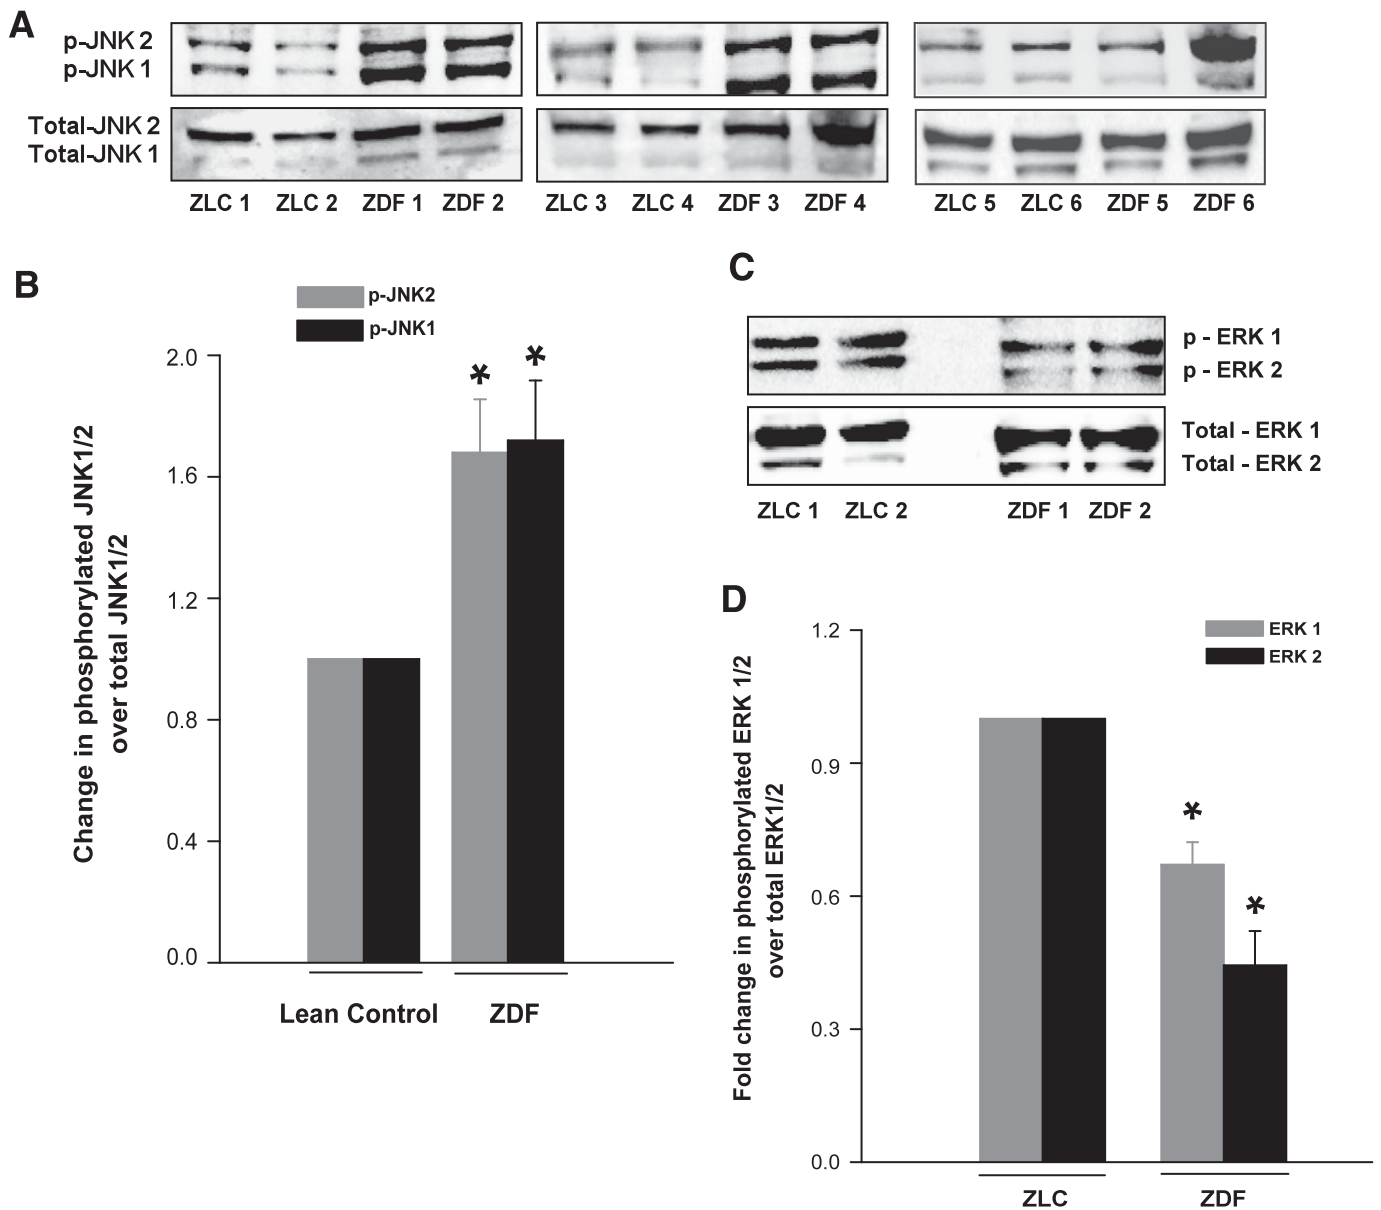 A
p-JNK 2
p-JNK 1
Total-JNK 2
Total-JNK 1
ZLC 1 ZLC 2 ZDF 1 ZDF 2 ZLC 3 ZLC 4 ZDF 3 ZDF 4 ZLC 5 ZLC 6 ZDF 5 ZDF 6
B
p-JNK2
p-JNK1
Change in phosphorylated JNK1/2
over total JNK1/2
2.0
1.6
1.2
0.8
0.4
0.0
*
*
Lean Control ZDF
C
p - ERK 1
p - ERK 2
Total - ERK 1
Total - ERK 2
ZLC 1 ZLC 2 ZDF 1 ZDF 2
D
ERK 1
ERK 2
Fold change in phosphorylated ERK 1/2
over total ERK1/2
1.2
0.9
0.6
0.3
0.0
*
*
ZLC ZDF